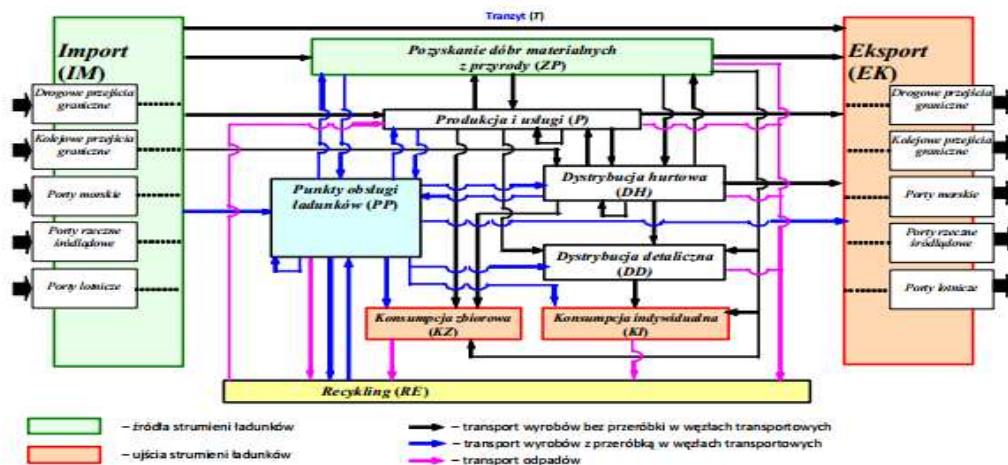 Tranzyt (T)
Import
(IM)
Pozyskanie dóbr materialnych
z przyrody (ZP)
Eksport
(EK)
Drogowe przejścia
graniczne
Drogowe przejścia
graniczne
Produkcja i usługi (P)
Kolejowe przejścia
graniczne
Kolejowe przejścia
graniczne
Punkty obsługi
ładunków (PP)
Dystrybucja hurtowa
(DH)
Porty morskie
Porty morskie
Porty rzeczne
śródlądowe
Porty rzeczne
śródlądowe
Dystrybucja detaliczna
(DD)
Porty lotnicze
Porty lotnicze
Konsumpcja zbiorowa
(KZ)
Konsumpcja indywidualna
(KI)
Recykling (RE)
– źródła strumieni ładunków
– ujścia strumieni ładunków
– transport wyrobów bez przeróbki w węzłach transportowych
– transport wyrobów z przeróbką w węzłach transportowych
– transport odpadów